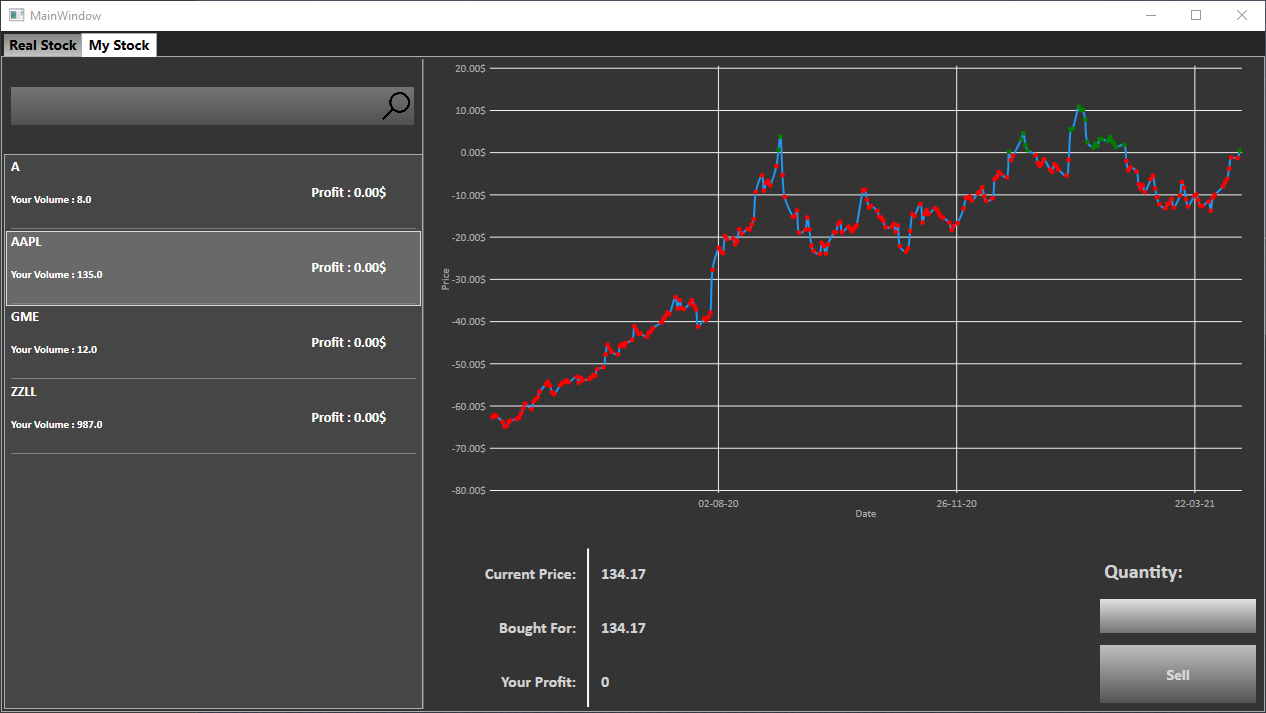 MainWindow
Real Stock My Stock
A
Your Volume : 8.0
Profit : 0.00$
AAPL
Your Volume : 135.0
Profit : 0.00$
GME
Your Volume : 12.0
Profit : 0.00$
ZZLL
Your Volume : 987.0
Profit : 0.00$
20.00$
10.00$
0.00$
-10.00$
-20.00$
-30.00$
-40.00$
-50.00$
-60.00$
-70.00$
-80.00$
Price
02-08-20 26-11-20 22-03-21
Date
Current Price: 134.17
Bought For: 134.17
Your Profit: 0
Quantity:
Sell